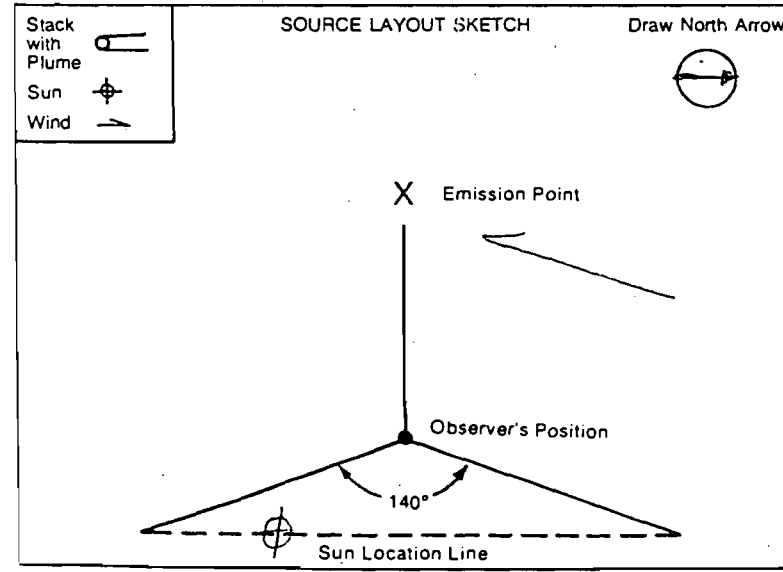 Stack
with
Plume
Sun
Wind
SOURCE LAYOUT SKETCH
Draw North Arrow
X Emission Point
Observer's Position
140°
Sun Location Line